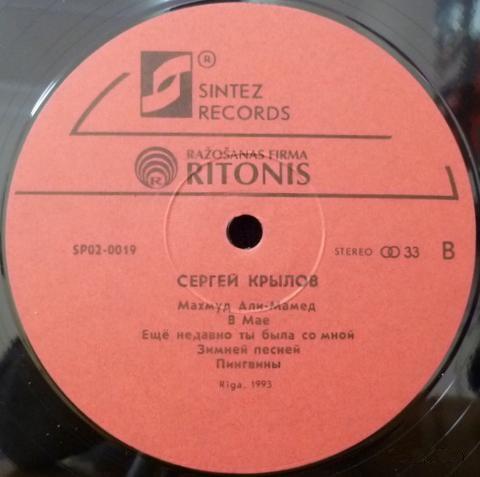 ®
SINTEZ
RECORDS
RAŽOŠANAS FIRMA
® RITONIS
SP02-0019
STEREO 33 B
СЕРГЕЙ КРЫЛОВ
Махмуд Али-Мамед
В Мае
Ещё недавно ты была со мной
Зимней песней
Пингвины
Rīga, 1993